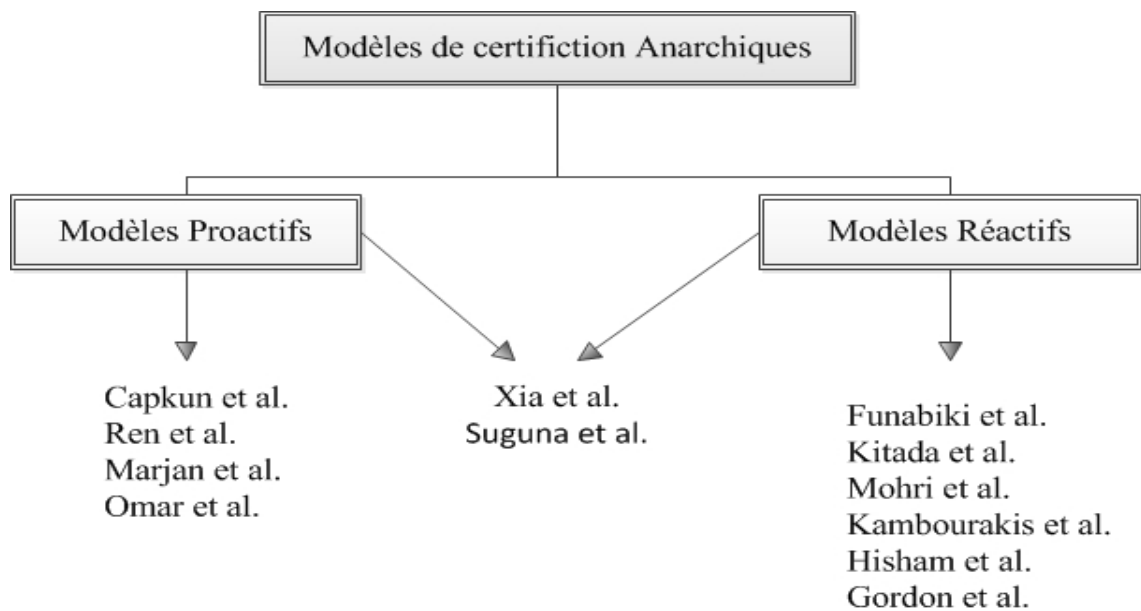 Modèles de certifiction Anarchiques
Modèles Proactifs
Modèles Réactifs
Capkun et al.
Ren et al.
Marjan et al.
Omar et al.
Xia et al.
Suguna et al.
Funabiki et al.
Kitada et al.
Mohri et al.
Kambourakis et al.
Hisham et al.
Gordon et al.